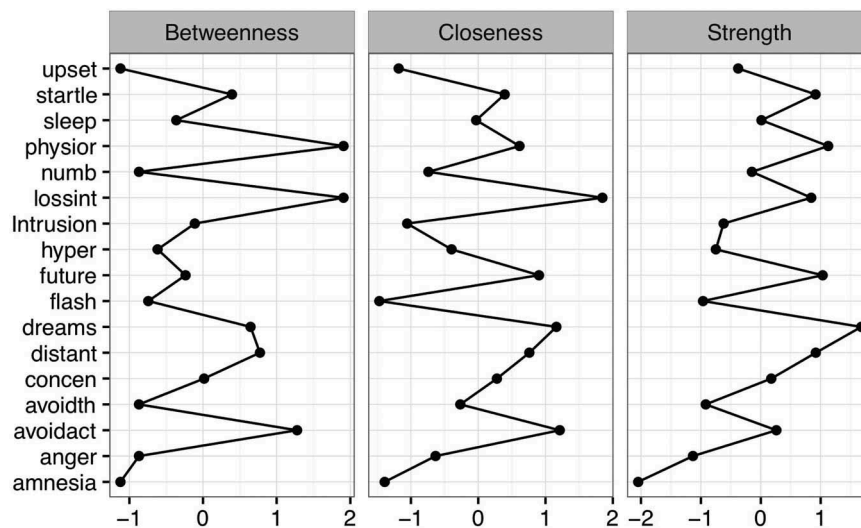 Betweenness Closeness Strength
upset
startle
sleep
physior
numb
lossint
Intrusion
hyper
future
flash
dreams
distant
concen
avoidth
avoidact
anger
amnesia
−1 0 1 2 −1 0 1 2 −2 −1 0 1